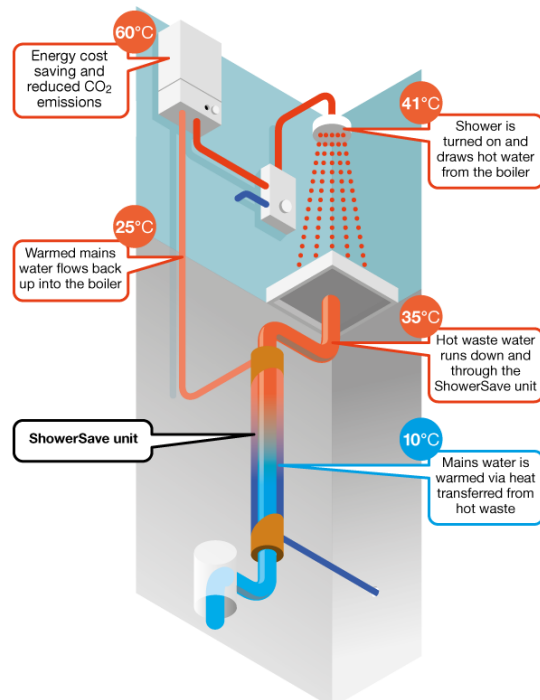 60°C
Energy cost
saving and
reduced CO₂
emissions
41°C
Shower is
turned on and
draws hot water
from the boiler
25°C
Warmed mains
water flows back
up into the boiler
35°C
Hot waste water
runs down and
through the
ShowerSave unit
ShowerSave unit
10°C
Mains water is
warmed via heat
transferred from
hot waste